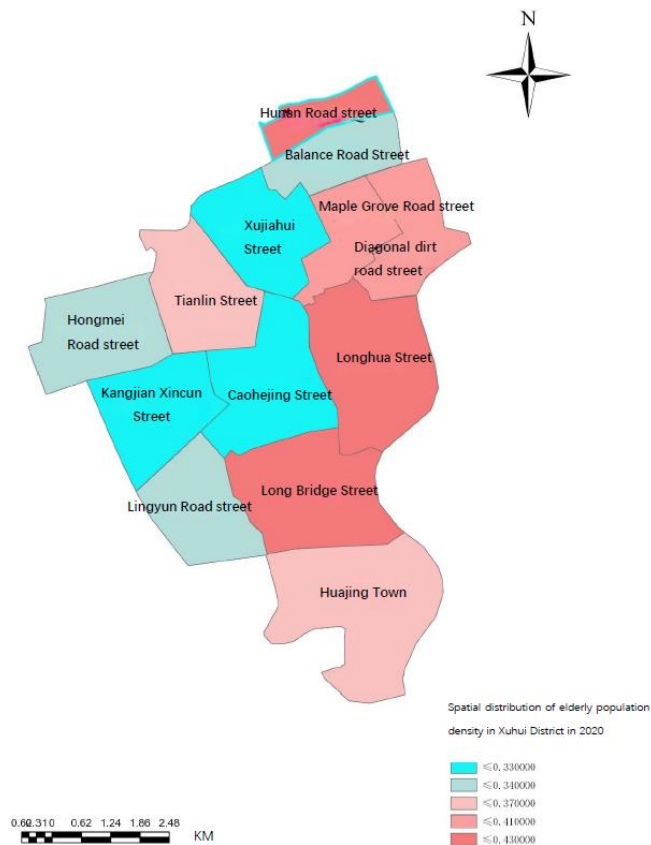 N
Hunan Road street
Balance Road Street
Maple Grove Road street
Xujiahui
Street
Diagonal dirt
road street
Tianlin Street
Hongmei
Road street
Longhua Street
Kangjian Xincun
Street
Caohejing Street
Long Bridge Street
Lingyun Road street
Huajing Town
Spatial distribution of elderly population
density in Xuhui District in 2020
≤0.330000
≤0.340000
≤0.370000
≤0.410000
≤0.430000
0.62 1.24 1.86 2.48
KM